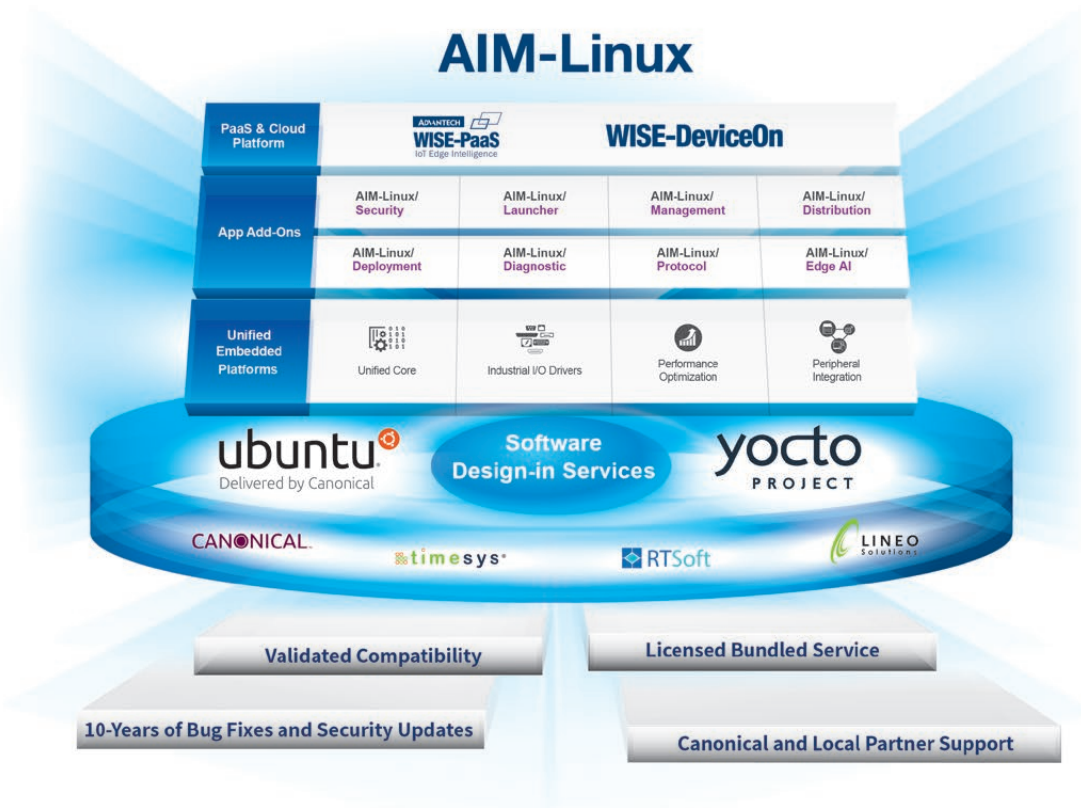 AIM-Linux
PaaS & Cloud
Platform
ADVANTECH
WISE-PaaS
IoT Edge Intelligence
WISE-DeviceOn
App Add-Ons
AIM-Linux/
Security
AIM-Linux/
Launcher
AIM-Linux/
Management
AIM-Linux/
Distribution
AIM-Linux/
Deployment
AIM-Linux/
Diagnostic
AIM-Linux/
Protocol
AIM-Linux/
Edge AI
Unified
Embedded
Platforms
010
101
010
101
Unified Core
Industrial I/O Drivers
Performance
Optimization
Peripheral
Integration
ubuntu
Delivered by Canonical
Software
Design-in Services
yocto
PROJECT
CANONICAL
timesys
RTSoft
LINEO
Solutions
Validated Compatibility
Licensed Bundled Service
10-Years of Bug Fixes and Security Updates
Canonical and Local Partner Support